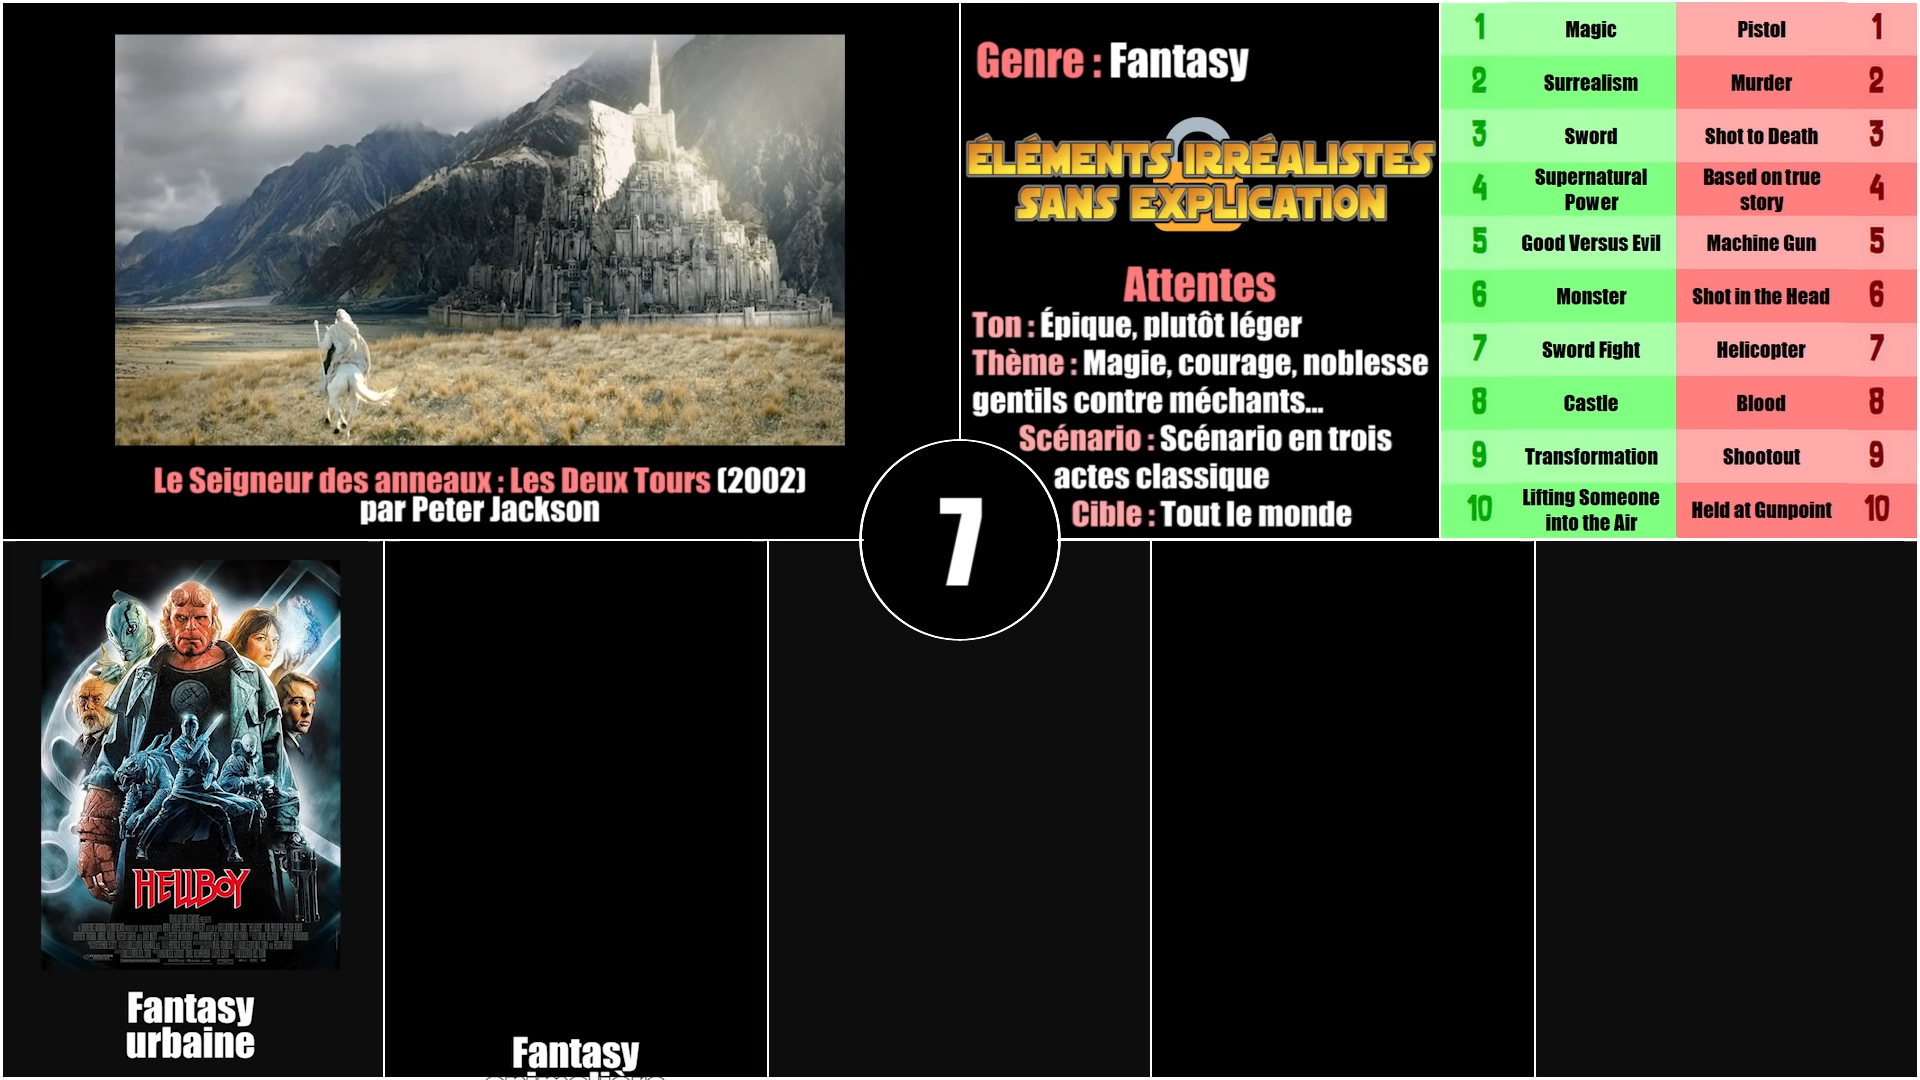 Le Seigneur des anneaux : Les Deux Tours (2002)
par Peter Jackson
Genre : Fantasy
ÉLÉMENTS IRRÉALISTES
SANS EXPLICATION
Attentes
Ton : Épique, plutôt léger
Thème : Magie, courage, noblesse
gentils contre méchants...
Scénario : Scénario en trois
actes classique
Cible : Tout le monde
1 Magic Pistol 1
2 Surrealism Murder 2
3 Sword Shot to Death 3
4 Supernatural Power Based on true story 4
5 Good Versus Evil Machine Gun 5
6 Monster Shot in the Head 6
7 Sword Fight Helicopter 7
8 Castle Blood 8
9 Transformation Shootout 9
10 Lifting Someone into the Air Held at Gunpoint 10
7
HELLBOY
Fantasy
urbaine
Fantasy